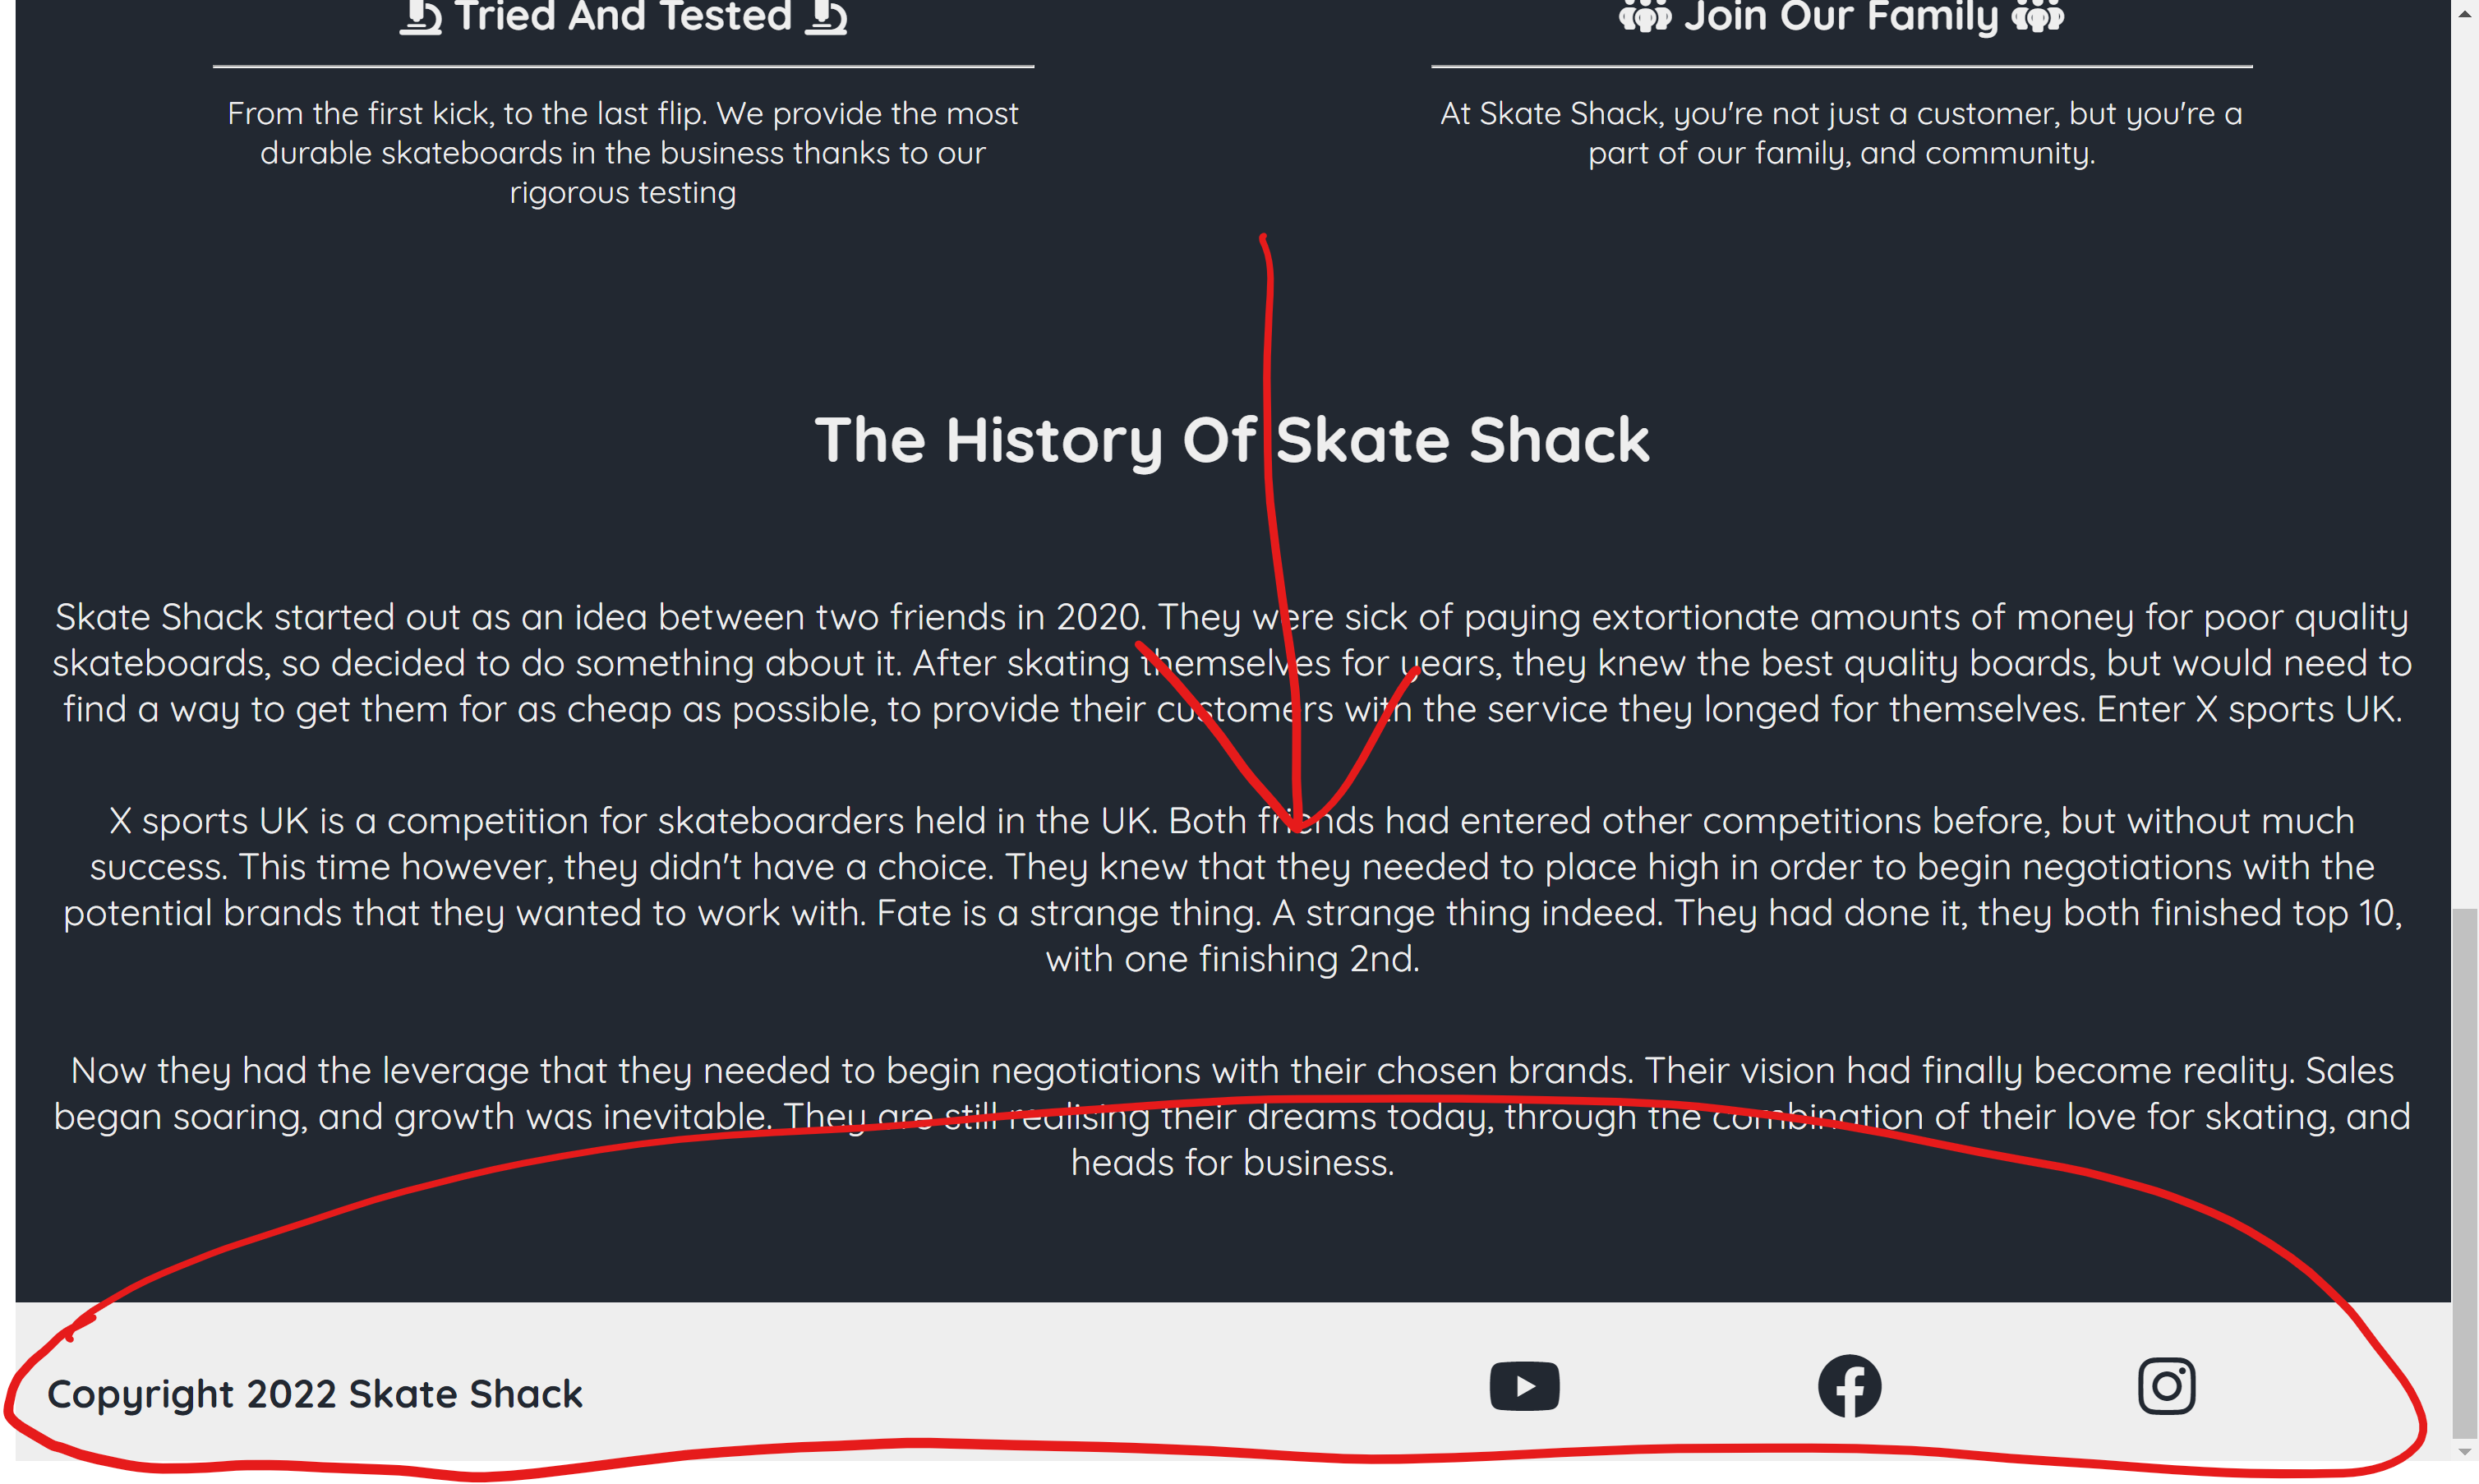 Tried And Tested
From the first kick, to the last flip. We provide the most
durable skateboards in the business thanks to our
rigorous testing
Join Our Family
At Skate Shack, you're not just a customer, but you're a
part of our family, and community.
The History Of Skate Shack
Skate Shack started out as an idea between two friends in 2020. They were sick of paying extortionate amounts of money for poor quality
skateboards, so decided to do something about it. After skating themselves for years, they knew the best quality boards, but would need to
find a way to get them for as cheap as possible, to provide their customers with the service they longed for themselves. Enter X sports UK.
X sports UK is a competition for skateboarders held in the UK. Both friends had entered other competitions before, but without much
success. This time however, they didn't have a choice. They knew that they needed to place high in order to begin negotiations with the
potential brands that they wanted to work with. Fate is a strange thing. A strange thing indeed. They had done it, they both finished top 10,
with one finishing 2nd.
Now they had the leverage that they needed to begin negotiations with their chosen brands. Their vision had finally become reality. Sales
began soaring, and growth was inevitable. They are still realising their dreams today, through the combination of their love for skating, and
heads for business.
Copyright 2022 Skate Shack